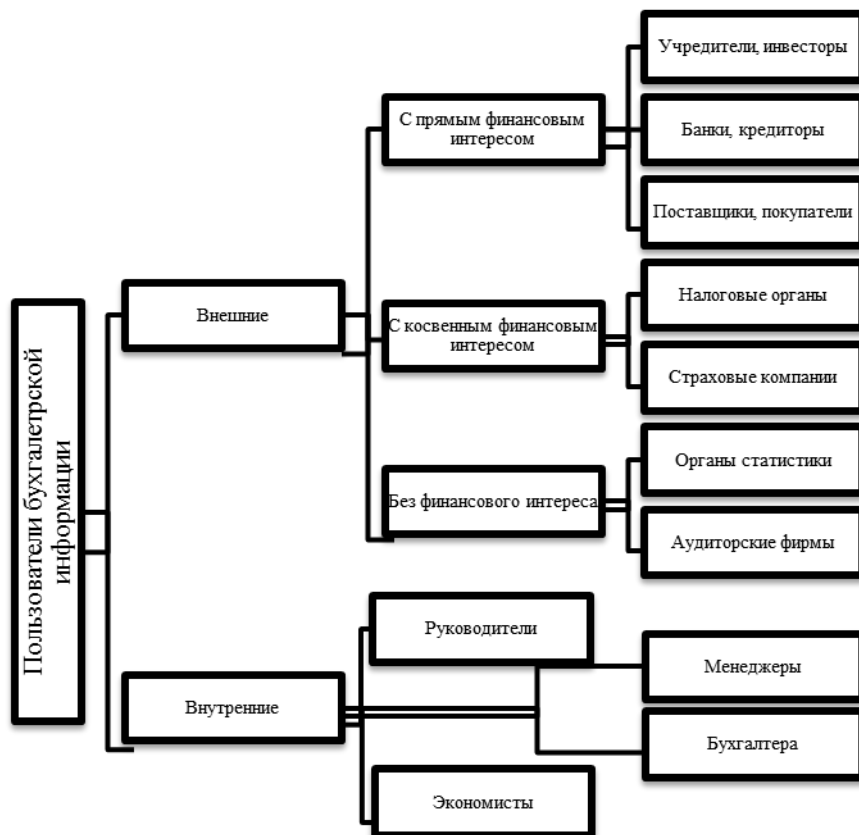 Пользователи бухгалетрской
информации
Внешние
С прямым финансовым
интересом
Учредители, инвесторы
Банки, кредиторы
Поставщики, покупатели
С косвенным финансовым
интересом
Налоговые органы
Страховые компании
Без финансового интереса
Органы статистики
Аудиторские фирмы
Внутренние
Руководители
Менеджеры
Бухгалтера
Экономисты